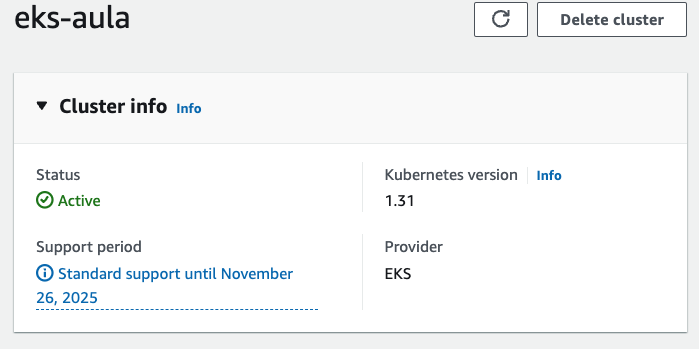 eks-aula
Delete cluster
Cluster info Info
Status
Active
Kubernetes version Info
1.31
Support period
Standard support until November
26, 2025
Provider
EKS